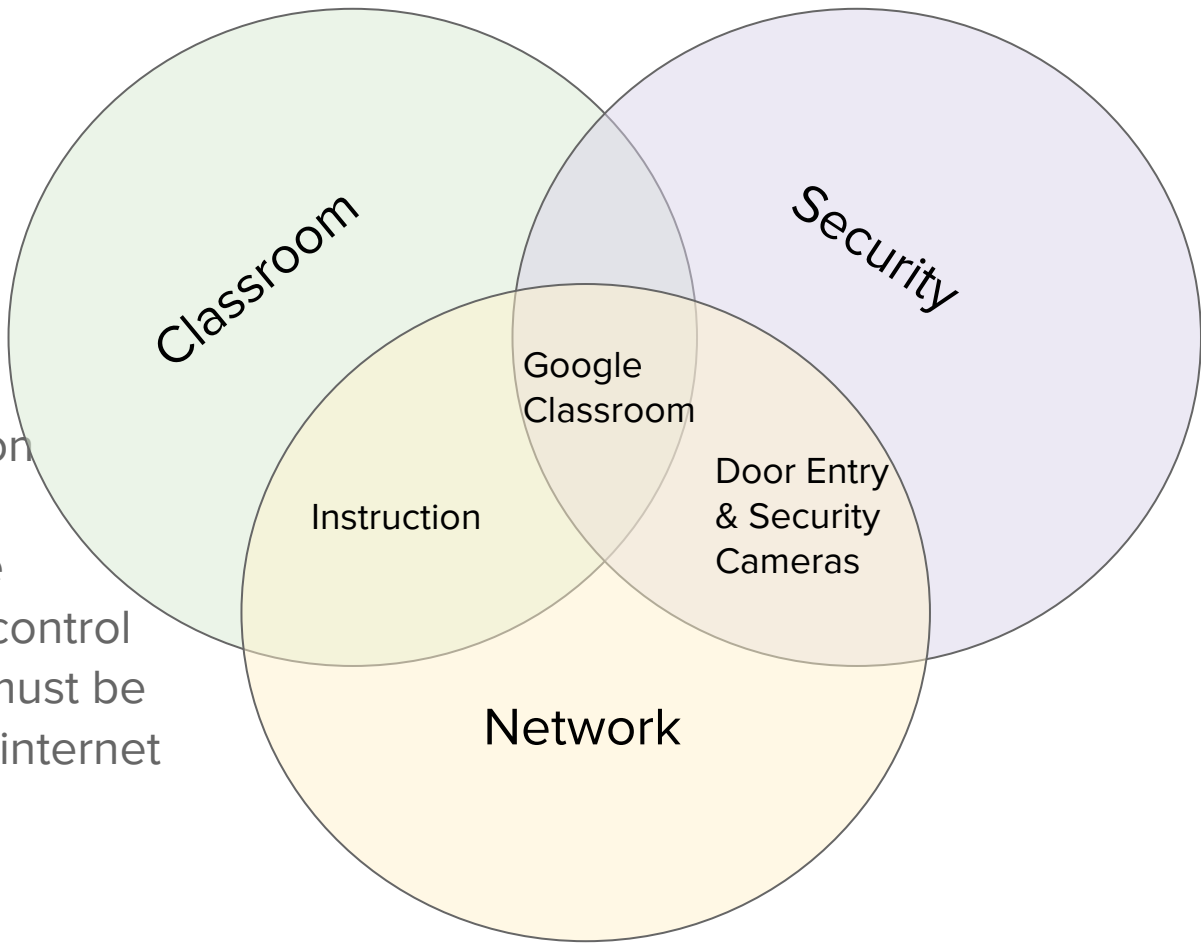 Classroom
Security
Google
Classroom
Door Entry
& Security
Cameras
Instruction
control
must be
internet
Network